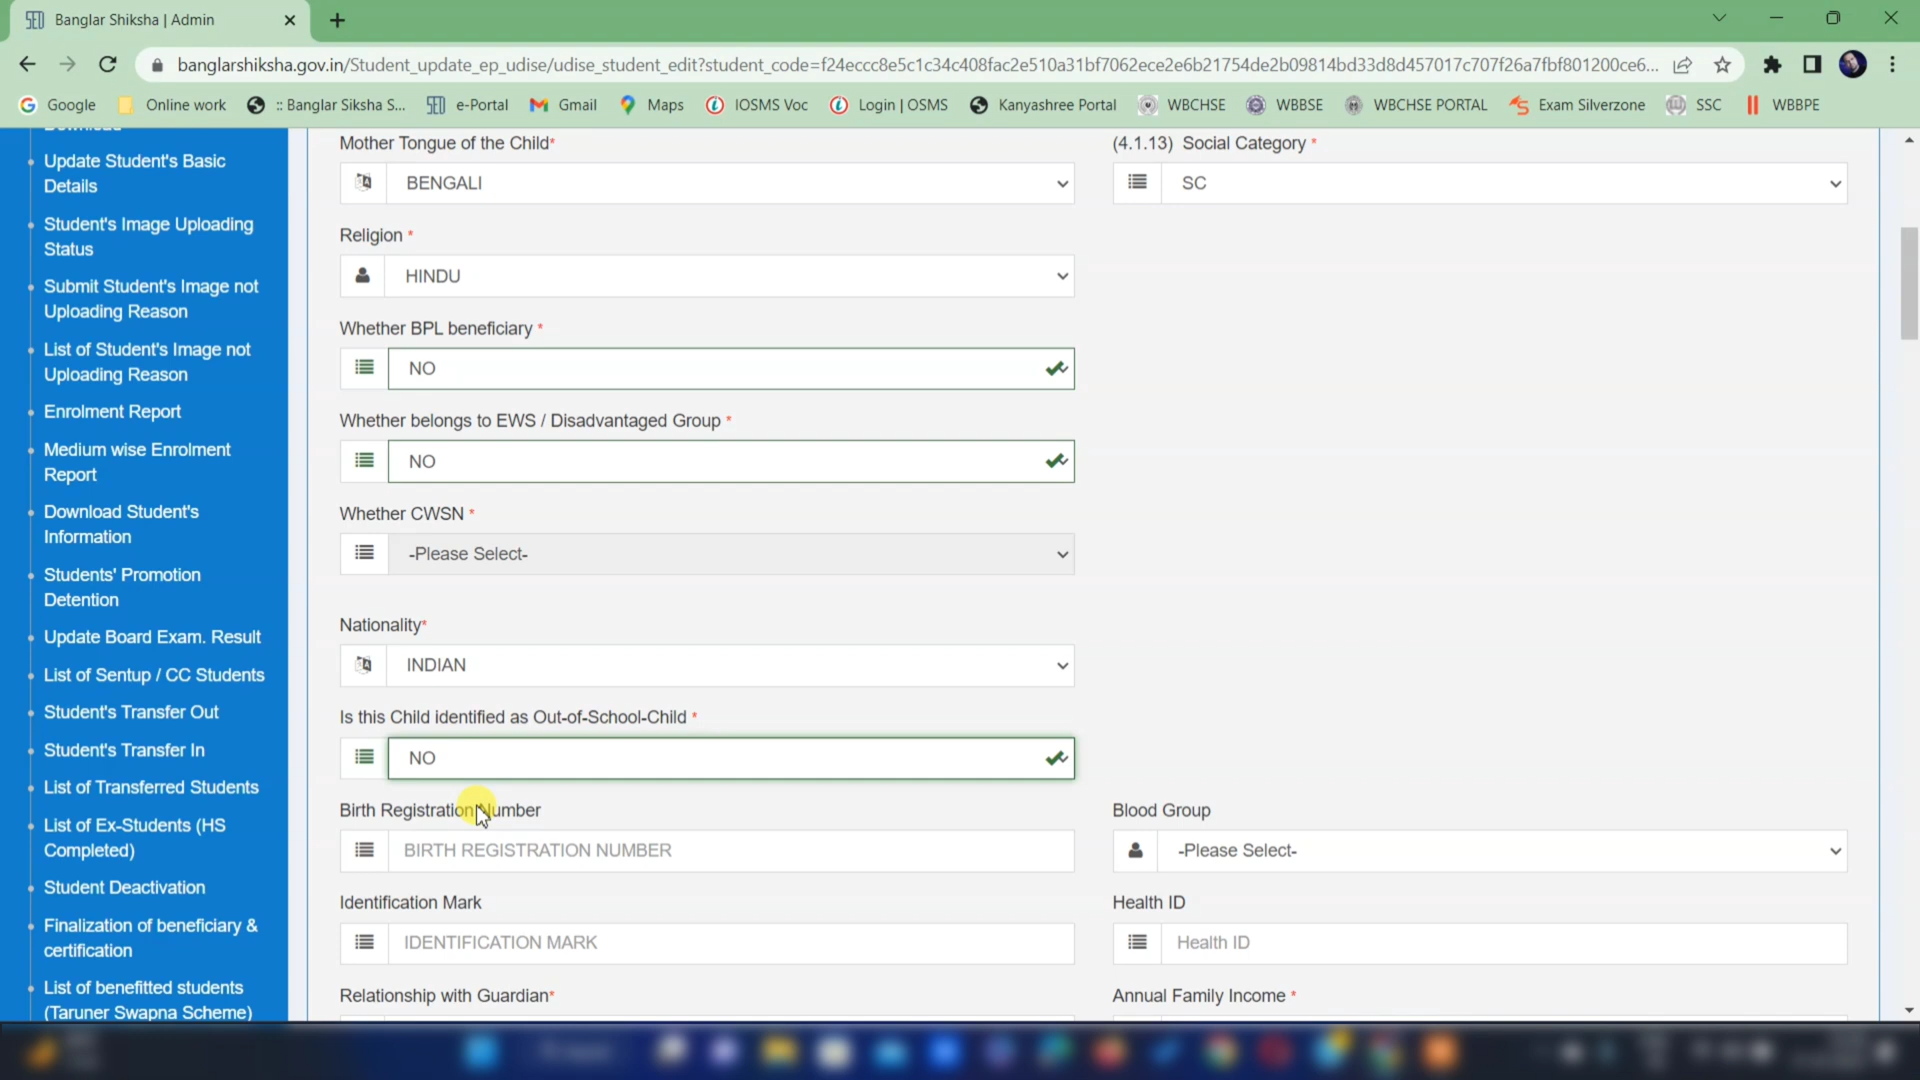 Banglar Shiksha | Admin
banglarshiksha.gov.in/Student_update_ep_udise/udise_student_edit?student_code=f24eccc8e5c1c34c408fac2e510a31bf7062ece2e6b21754de2b09814bd33d8d457017c707f26a7fbf801200ce6...
Google Online work :: Banglar Siksha S... e-Portal Gmail Maps IOSMS Voc Login | OSMS Kanyashree Portal WBCHSE WBBSE WBCHSE PORTAL Exam Silverzone SSC WBBPE
Download
Update Student's Basic
Details
Student's Image Uploading
Status
Submit Student's Image not
Uploading Reason
List of Student's Image not
Uploading Reason
Enrolment Report
Medium wise Enrolment
Report
Download Student's
Information
Students' Promotion
Detention
Update Board Exam. Result
List of Sentup / CC Students
Student's Transfer Out
Student's Transfer In
List of Transferred Students
List of Ex-Students (HS
Completed)
Student Deactivation
Finalization of beneficiary &
certification
List of benefitted students
(Taruner Swapna Scheme)
Mother Tongue of the Child*
BENGALI
(4.1.13) Social Category *
SC
Religion *
HINDU
Whether BPL beneficiary *
NO
Whether belongs to EWS / Disadvantaged Group *
NO
Whether CWSN *
-Please Select-
Nationality*
INDIAN
Is this Child identified as Out-of-School-Child *
NO
Birth Registration Number
BIRTH REGISTRATION NUMBER
Blood Group
-Please Select-
Identification Mark
IDENTIFICATION MARK
Health ID
Health ID
Relationship with Guardian*
Annual Family Income *